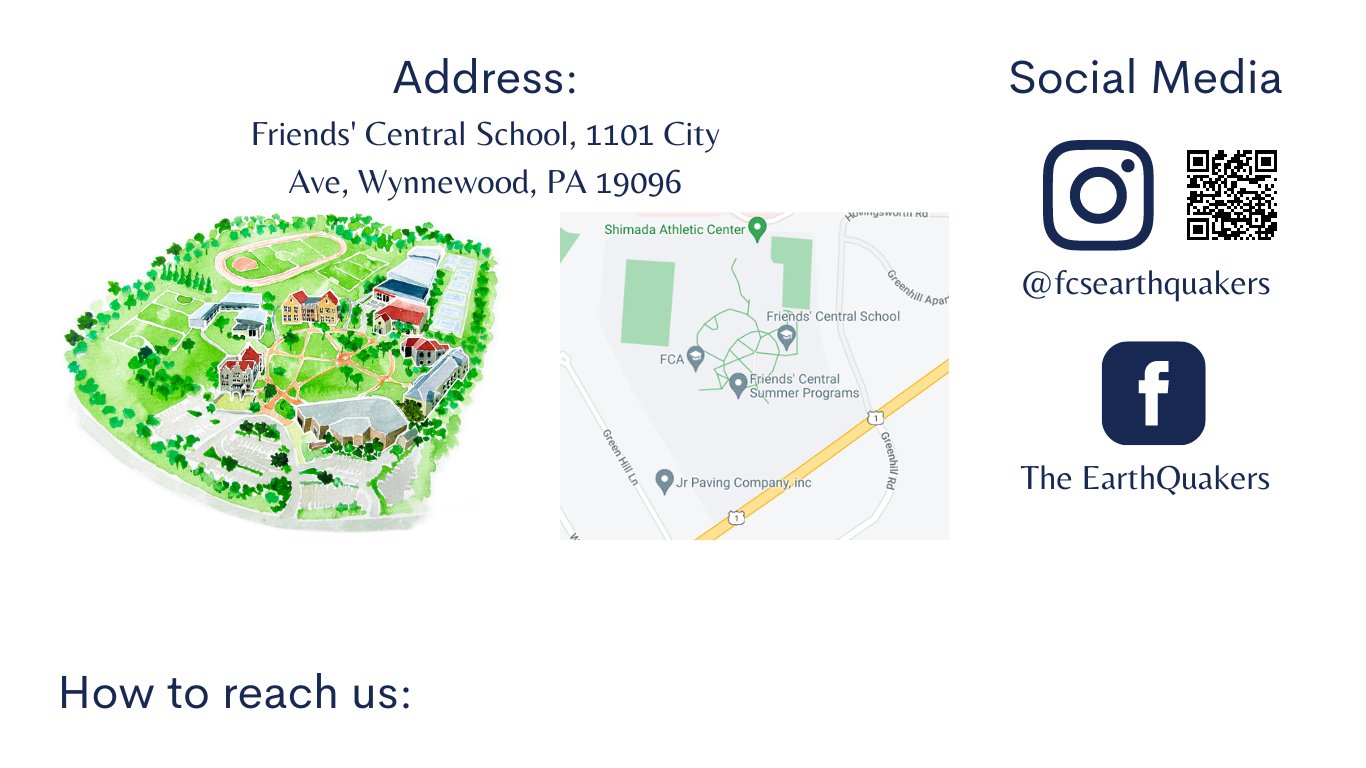 Address:
Friends' Central School, 1101 City
Ave, Wynnewood, PA 19096
Social Media
@fcsearthquakers
The EarthQuakers
Shimada Athletic Center
Hollingsworth Rd
Greenhill Apar
Friends' Central School
FCA
Friends' Central
Summer Programs
1
Green Hill Ln
Greenhill Rd
Jr Paving Company, inc
1
W
How to reach us: